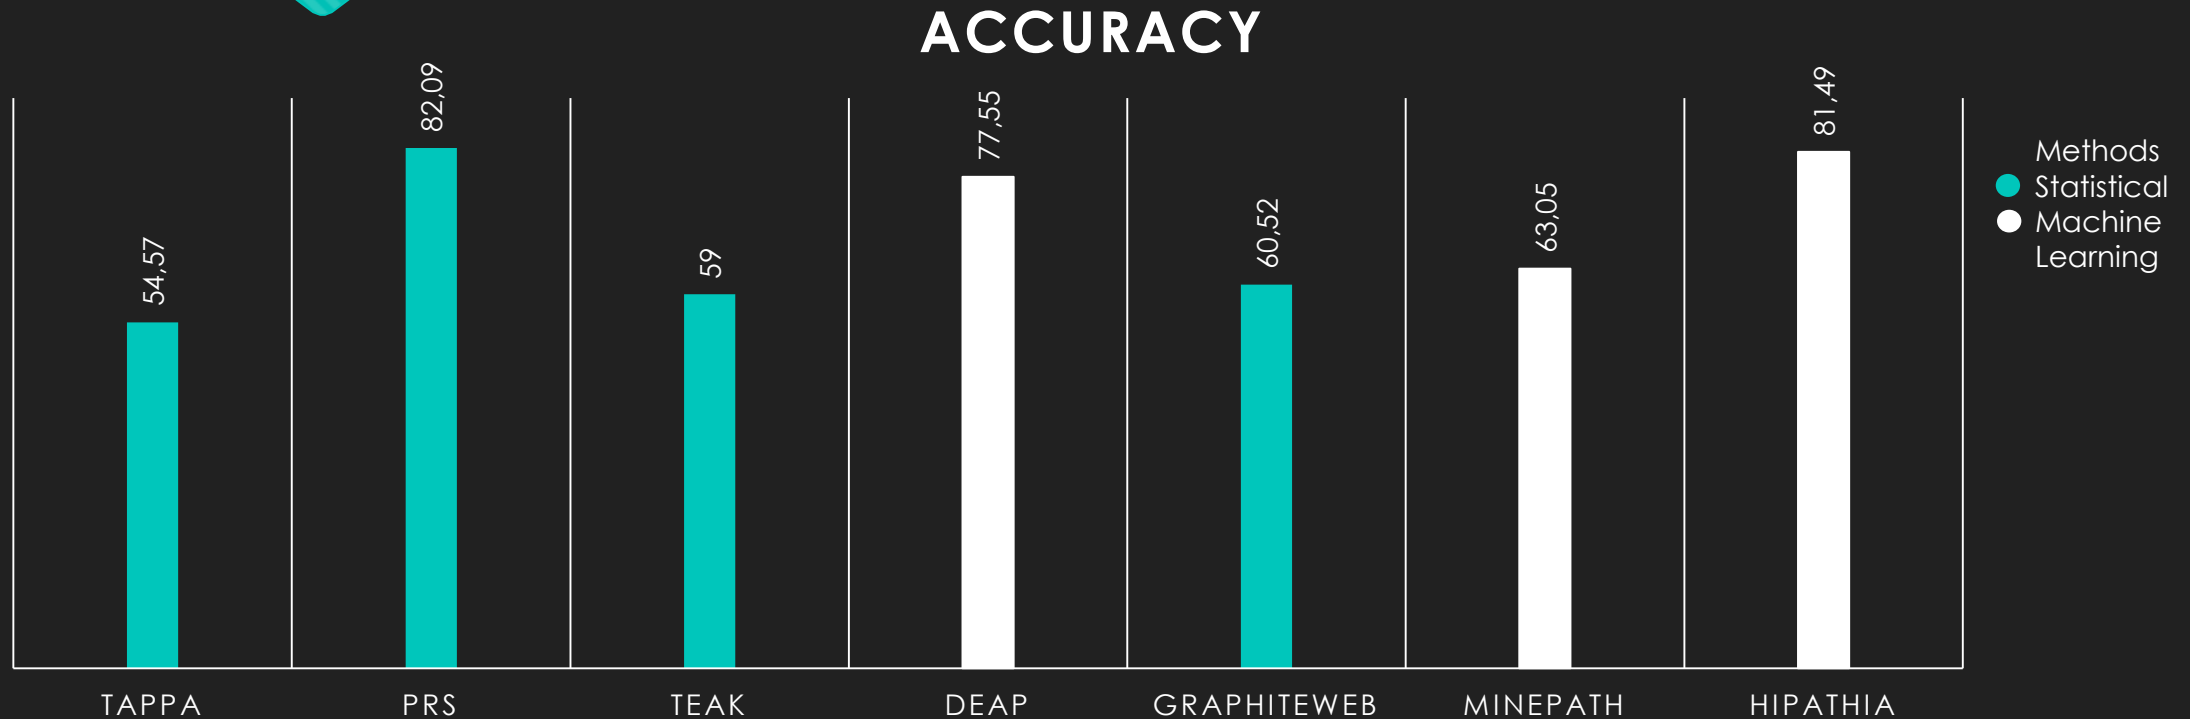 ACCURACY
54,57
82,09
59
77,55
60,52
63,05
81,49
Methods
Statistical
Machine
Learning
TAPPA
PRS
TEAK
DEAP
GRAPHITEWEB
MINEPATH
HIPATHIA